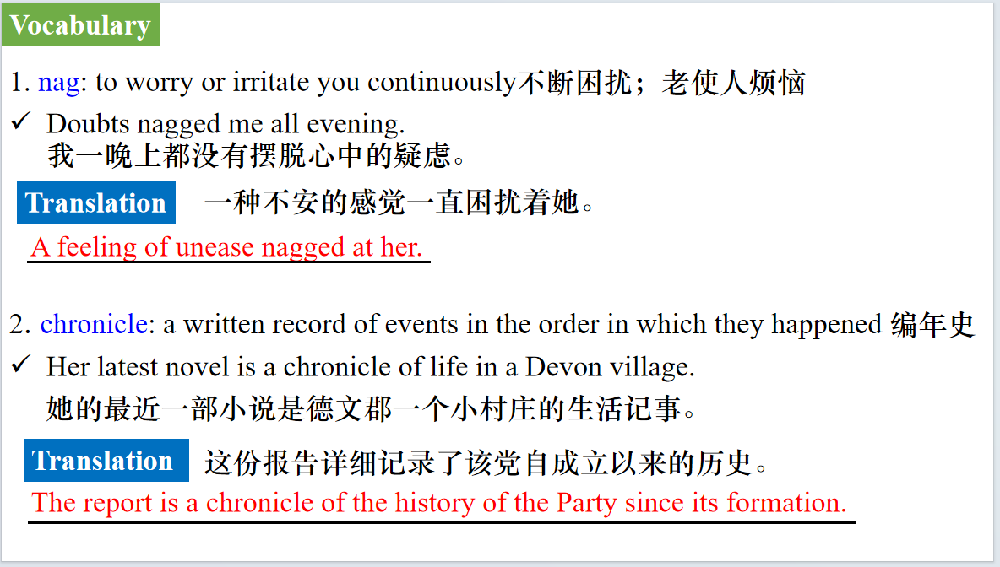 Vocabulary
1. nag: to worry or irritate you continuously不断困扰；老使人烦恼
✓ Doubts nagged me all evening.
我一晚上都没有摆脱心中的疑虑。
Translation 一种不安的感觉一直困扰着她。
A feeling of unease nagged at her.
2. chronicle: a written record of events in the order in which they happened 编年史
✓ Her latest novel is a chronicle of life in a Devon village.
她的最近一部小说是德文郡一个小村庄的生活记事。
Translation 这份报告详细记录了该党自成立以来的历史。
The report is a chronicle of the history of the Party since its formation.